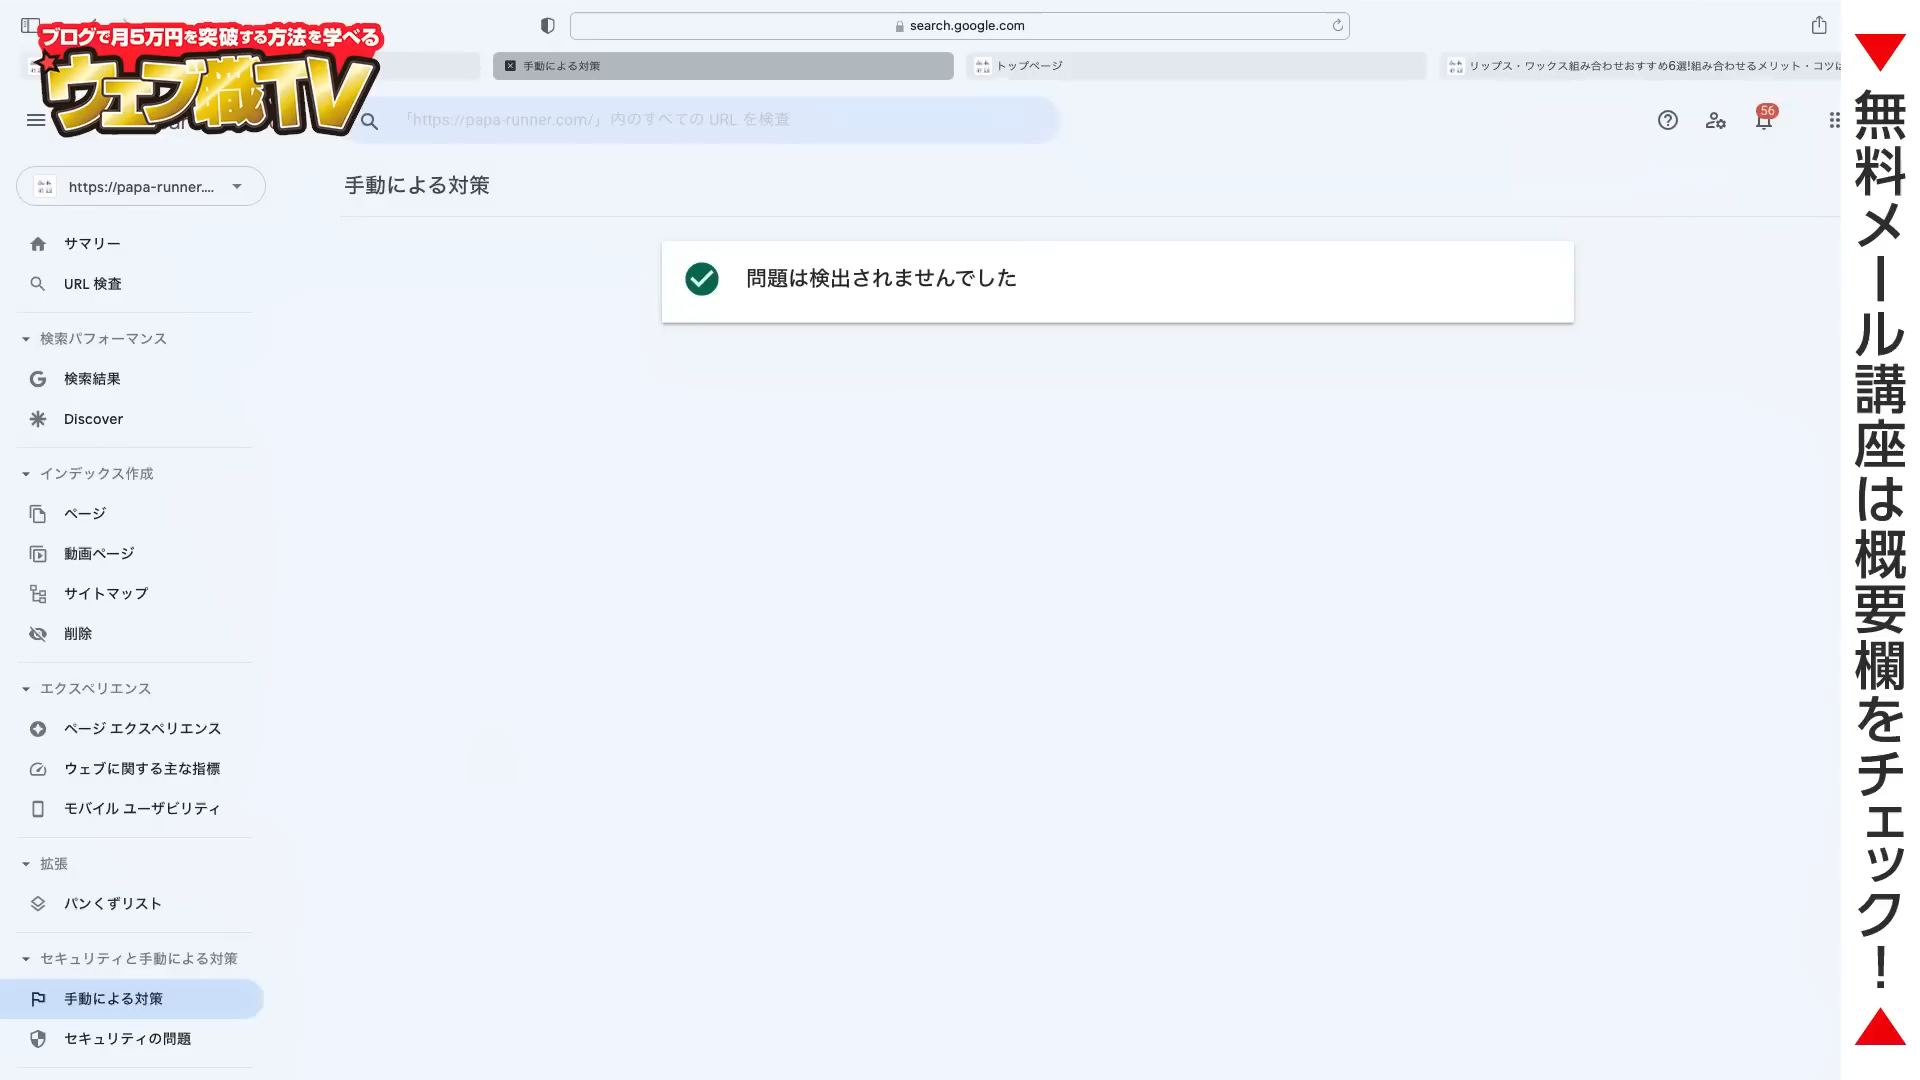 search.google.com
ブログで月5万円を突破する方法を学べる
ウェブ職TV
手動による対策
トップページ
リップス・ワックス組み合わせおすすめ6選!組み合わせるメリット・コツは
「https://papa-runner.com/」内のすべての URL を検査
56
https://papa-runner....
手動による対策
サマリー
問題は検出されませんでした
URL 検査
検索パフォーマンス
検索結果
Discover
インデックス作成
ページ
動画ページ
サイトマップ
削除
エクスペリエンス
ページ エクスペリエンス
ウェブに関する主な指標
モバイル ユーザビリティ
拡張
パンくずリスト
セキュリティと手動による対策
手動による対策
セキュリティの問題
無料メール講座は概要欄をチェック!